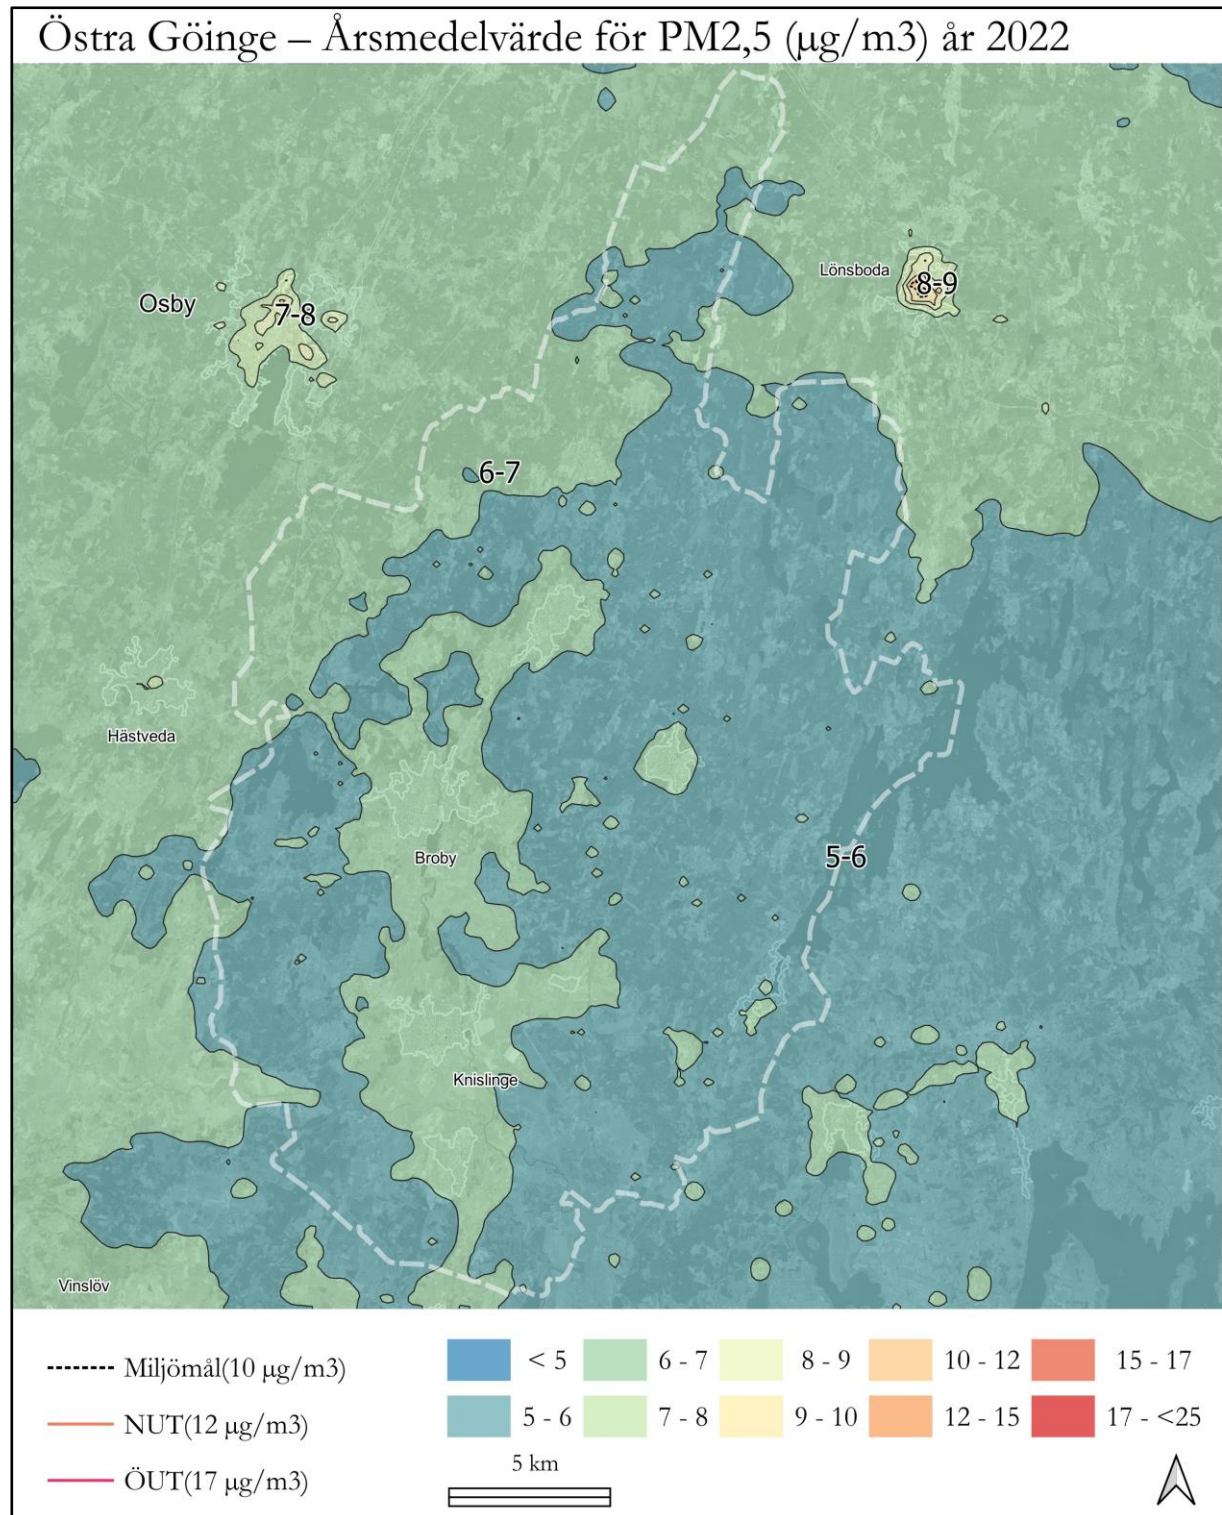 Östra Göinge – Årsmedelvärde för PM2,5 (µg/m3) år 2022
Lönsboda
8-9
Osby
7-8
6-7
Hästveda
Broby
5-6
Knislinge
Vinslöv
Miljömål(10 µg/m3)
NUT(12 µg/m3)
ÖUT(17 µg/m3)
< 5
6 - 7
8 - 9
10 - 12
15 - 17
5 - 6
7 - 8
9 - 10
12 - 15
17 - <25
5 km